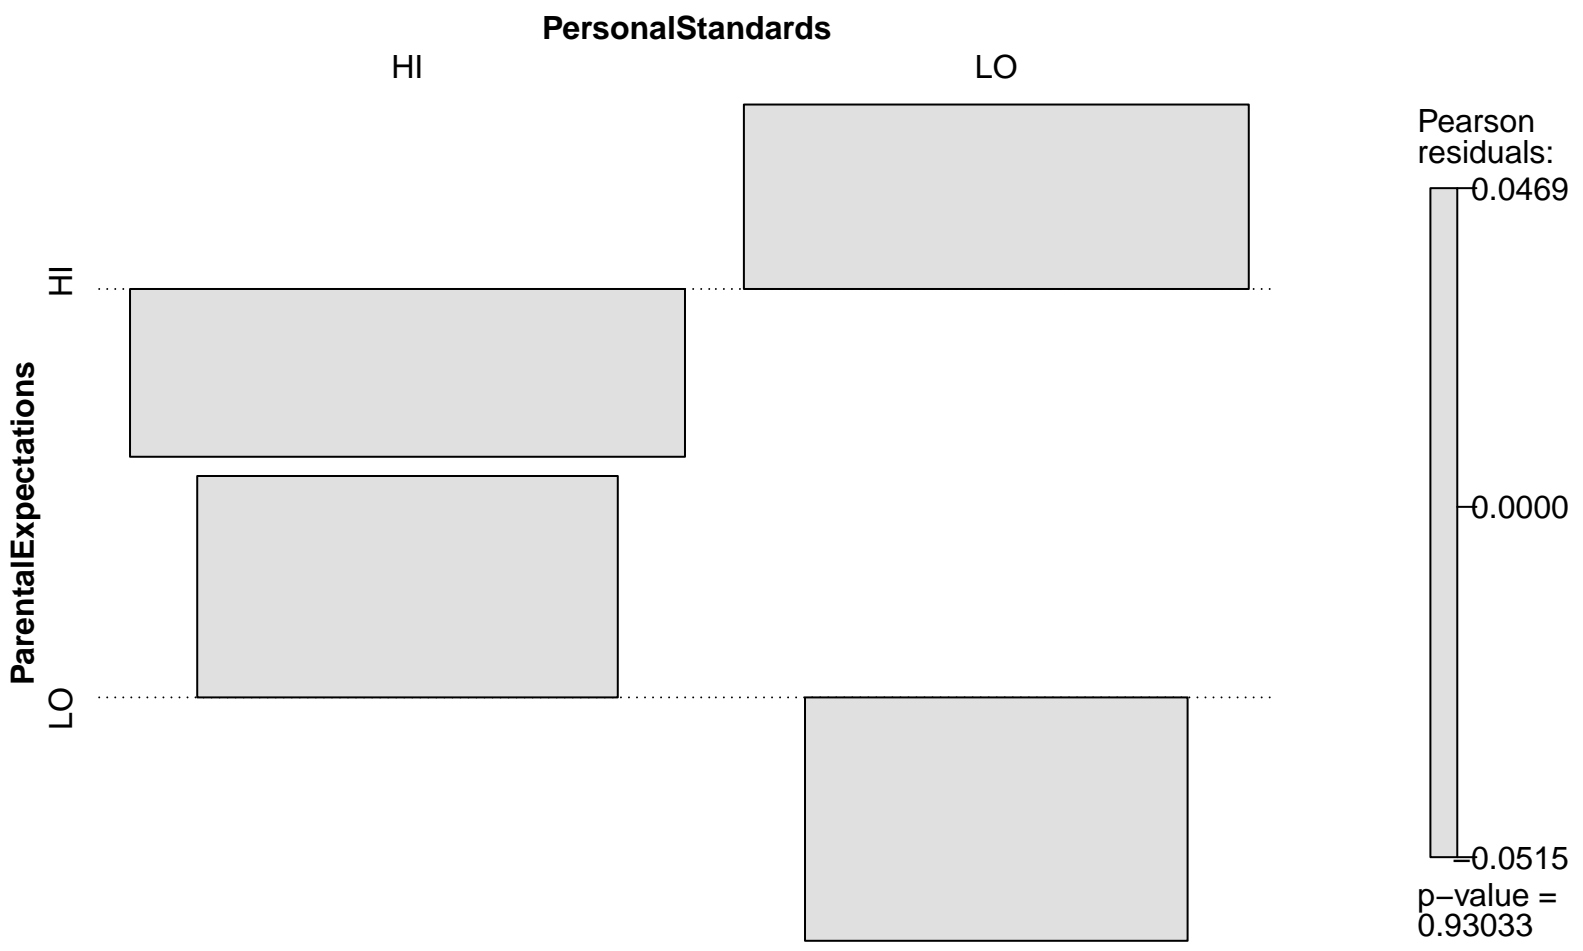 PersonalStandards
HI
LO
ParentalExpectations
HI
LO
Pearson
residuals:
0.0469
0.0000
−0.0515
p−value =
0.93033